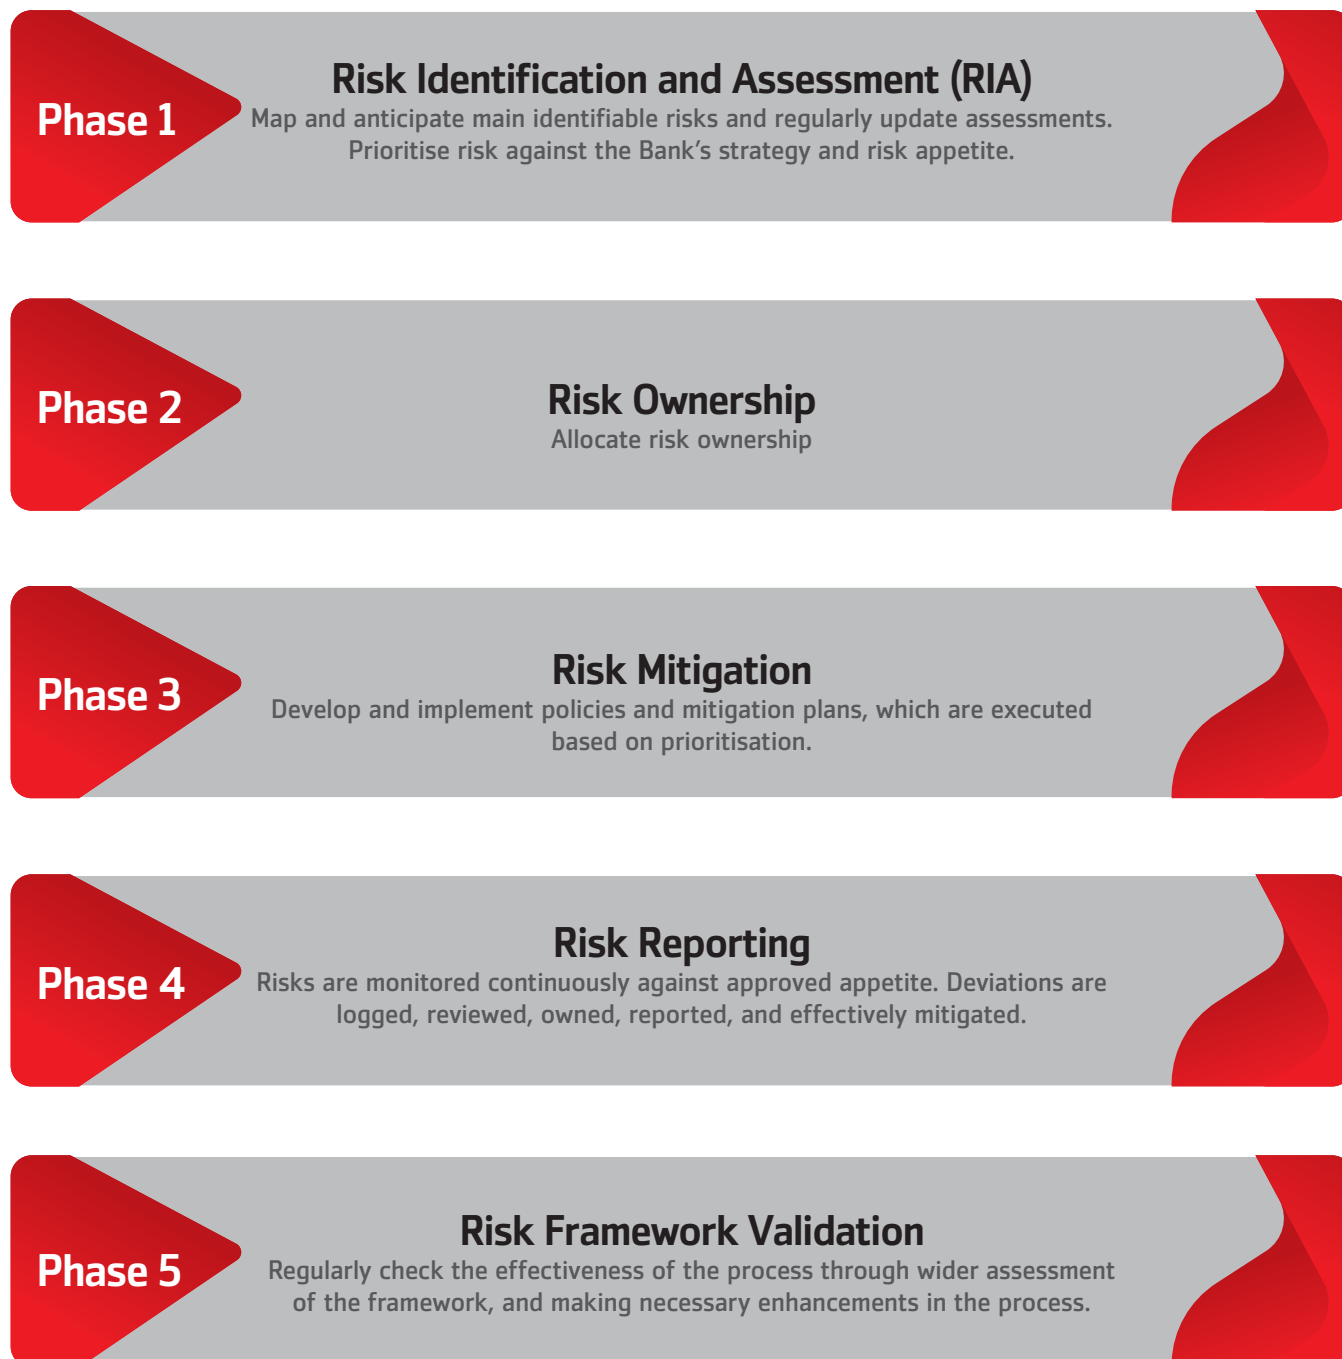 Phase 1
Risk Identification and Assessment (RIA)
Map and anticipate main identifiable risks and regularly update assessments.
Prioritise risk against the Bank's strategy and risk appetite.
Phase 2
Risk Ownership
Allocate risk ownership
Phase 3
Risk Mitigation
Develop and implement policies and mitigation plans, which are executed
based on prioritisation.
Phase 4
Risk Reporting
Risks are monitored continuously against approved appetite. Deviations are
logged, reviewed, owned, reported, and effectively mitigated.
Phase 5
Risk Framework Validation
Regularly check the effectiveness of the process through wider assessment
of the framework, and making necessary enhancements in the process.